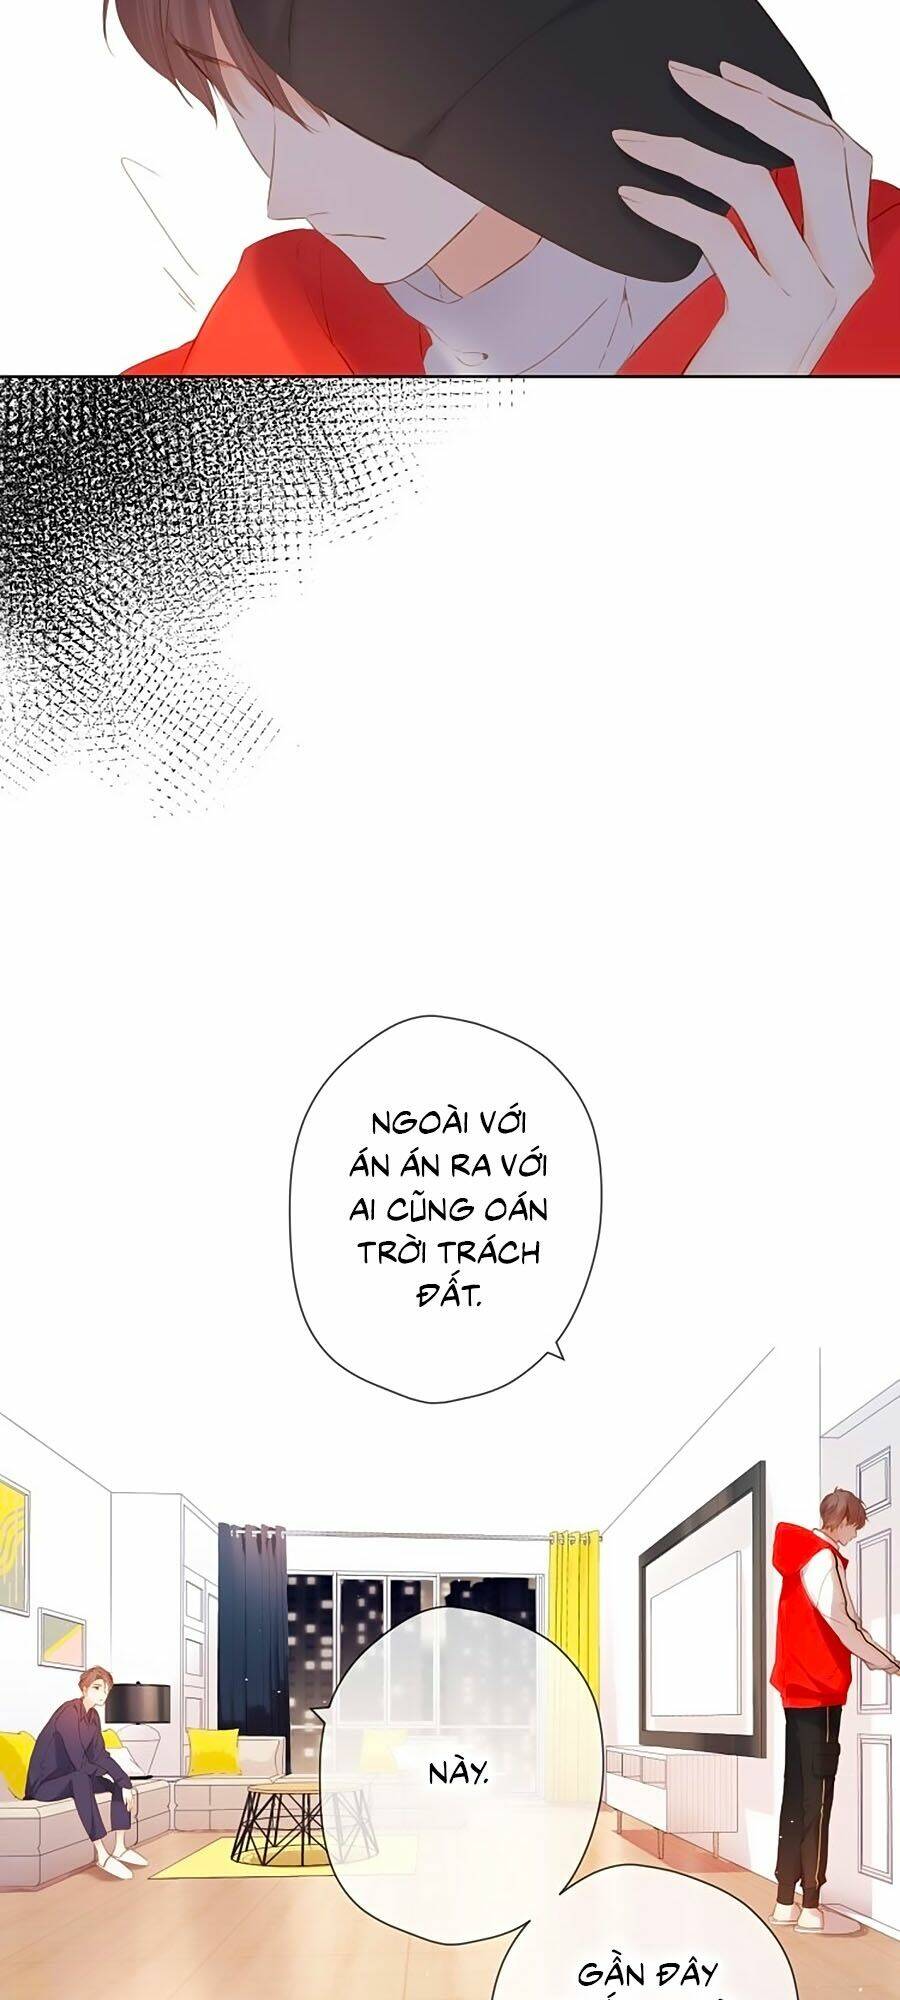 NGOÀI VỚI
ÁN ÁN RA VỚI
AI CŨNG OÁN
TRỜI TRÁCH
ĐẤT.
NÀY.
GẦN ĐÂY